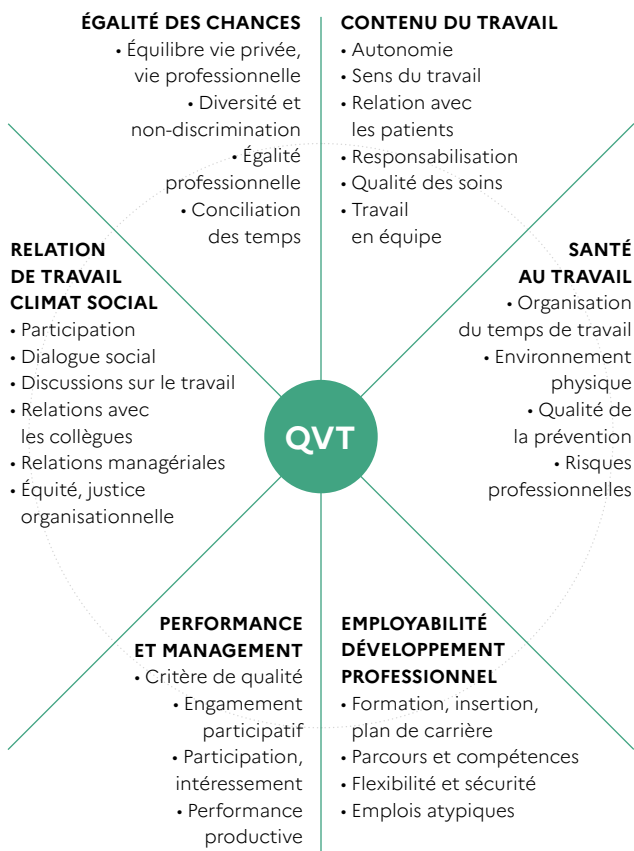 ÉGALITÉ DES CHANCES
• Équilibre vie privée,
vie professionnelle
• Diversité et
non-discrimination
• Égalité
professionnelle
• Conciliation
des temps
CONTENU DU TRAVAIL
• Autonomie
• Sens du travail
• Relation avec
les patients
• Responsabilisation
• Qualité des soins
• Travail
en équipe
RELATION
DE TRAVAIL
CLIMAT SOCIAL
• Participation
• Dialogue social
• Discussions sur le travail
• Relations avec
les collègues
• Relations managériales
• Équité, justice
organisationnelle
QVT
SANTÉ
AU TRAVAIL
• Organisation
du temps de travail
• Environnement
physique
• Qualité de
la prévention
• Risques
professionnelles
PERFORMANCE
ET MANAGEMENT
• Critère de qualité
• Engamement
participatif
• Participation,
intéressement
• Performance
productive
EMPLOYABILITÉ
DÉVELOPPEMENT
PROFESSIONNEL
• Formation, insertion,
plan de carrière
• Parcours et compétences
• Flexibilité et sécurité
• Emplois atypiques